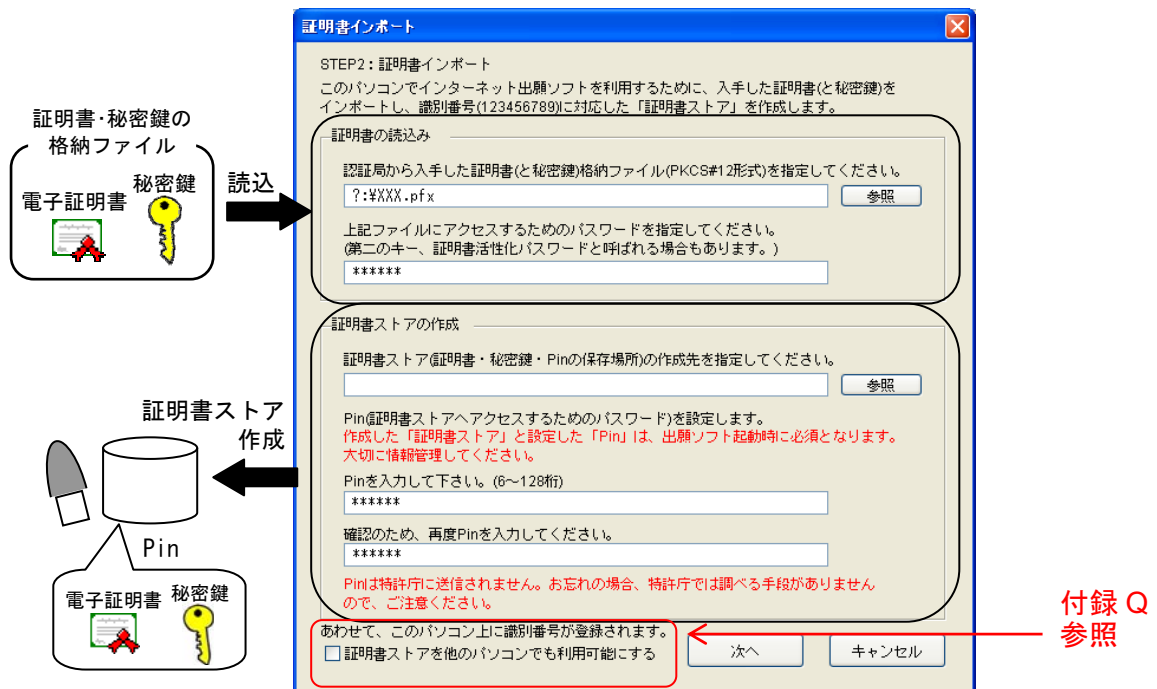 証明書インポート
STEP2：証明書インポート
このパソコンでインターネット出願ソフトを利用するために、入手した証明書(と秘密鍵)を
インポートし、識別番号(123456789)に対応した「証明書ストア」を作成します。
証明書・秘密鍵の
格納ファイル
電子証明書
秘密鍵
読込
証明書の読込み
認証局から入手した証明書(と秘密鍵)格納ファイル(PKCS#12形式)を指定してください。
?:¥XXX.pfx
参照
上記ファイルにアクセスするためのパスワードを指定してください。
(第二のキー、証明書活性化パスワードと呼ばれる場合もあります。)
******
証明書ストアの作成
証明書ストア(証明書・秘密鍵・Pinの保存場所)の作成先を指定してください。
参照
Pin(証明書ストアへアクセスするためのパスワード)を設定します。
作成した「証明書ストア」と設定した「Pin」は、出願ソフト起動時に必須となります。
大切に情報管理してください。
Pinを入力して下さい。(6～128桁)
******
確認のため、再度Pinを入力してください。
******
Pinは特許庁に送信されません。お忘れの場合、特許庁では調べる手段がありません
ので、ご注意ください。
証明書ストア
作成
Pin
電子証明書
秘密鍵
あわせて、このパソコン上に識別番号が登録されます。
証明書ストアを他のパソコンでも利用可能にする
次へ
キャンセル
付録 Q
参照